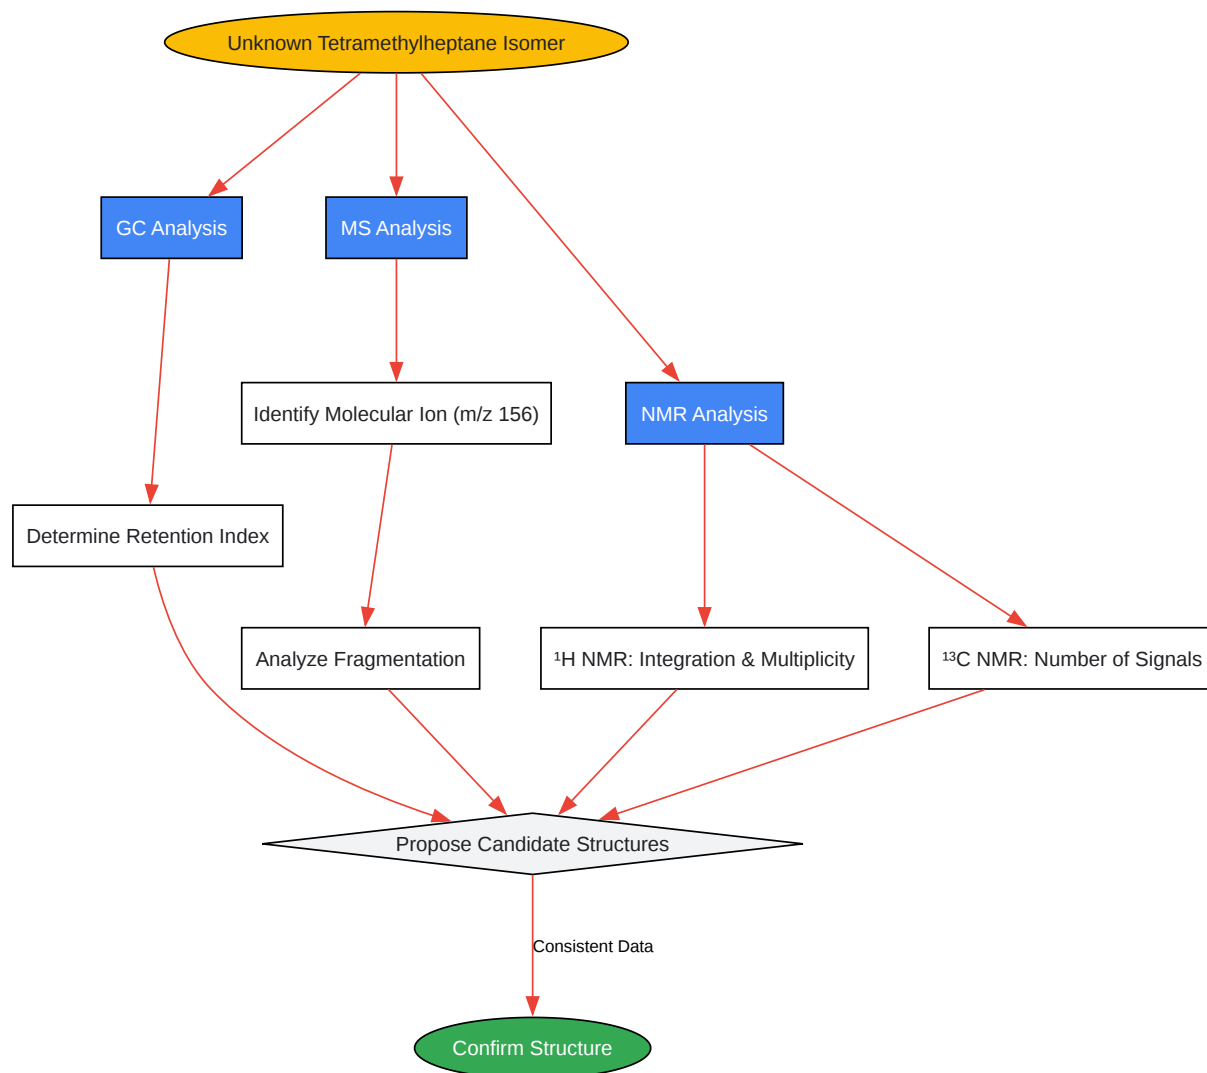 Unknown Tetramethylheptane Isomer
GC Analysis
MS Analysis
Identify Molecular Ion (m/z 156)
NMR Analysis
Determine Retention Index
Analyze Fragmentation
¹H NMR: Integration & Multiplicity
¹³C NMR: Number of Signals
Propose Candidate Structures
Consistent Data
Confirm Structure